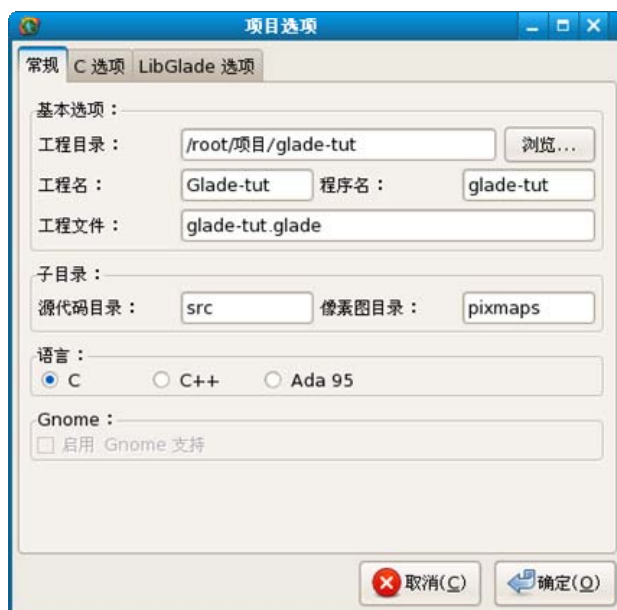 项目选项
常规 C 选项 LibGlade 选项
基本选项：
工程目录： /root/项目/glade-tut 浏览...
工程名： Glade-tut 程序名： glade-tut
工程文件： glade-tut.glade
子目录：
源代码目录： src 像素图目录： pixmaps
语言：
C C++ Ada 95
Gnome：
启用 Gnome 支持
取消(C) 确定(O)